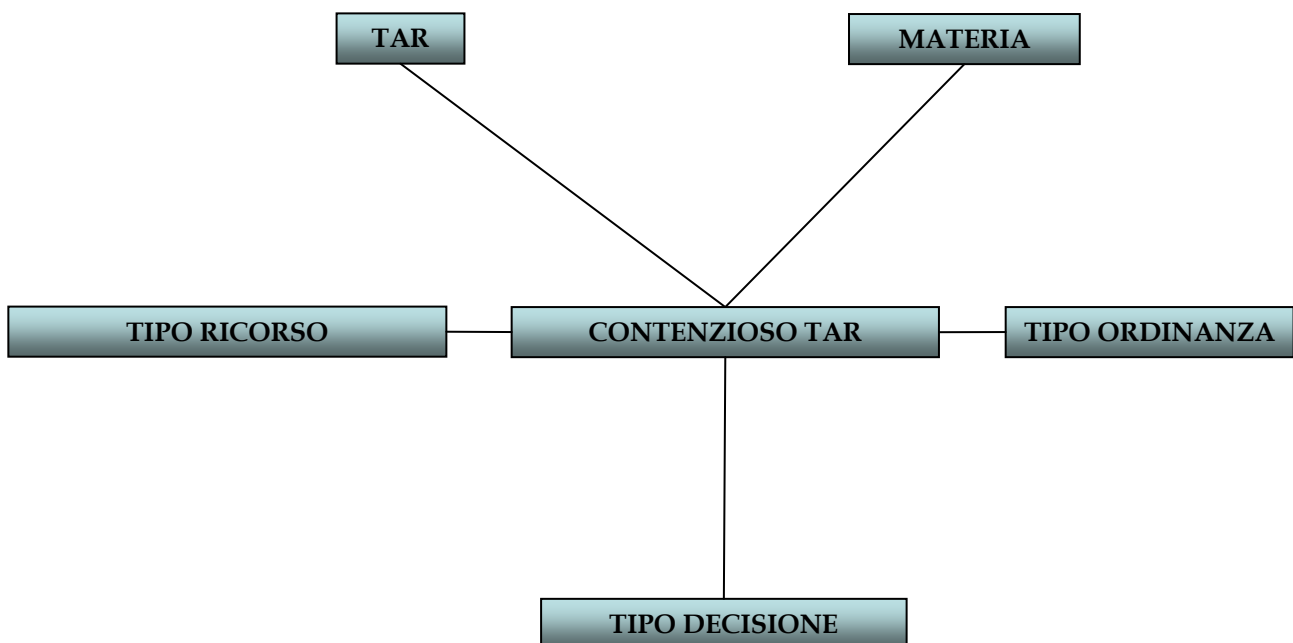 TAR
MATERIA
TIPO RICORSO
CONTENZIOSO TAR
TIPO ORDINANZA
TIPO DECISIONE